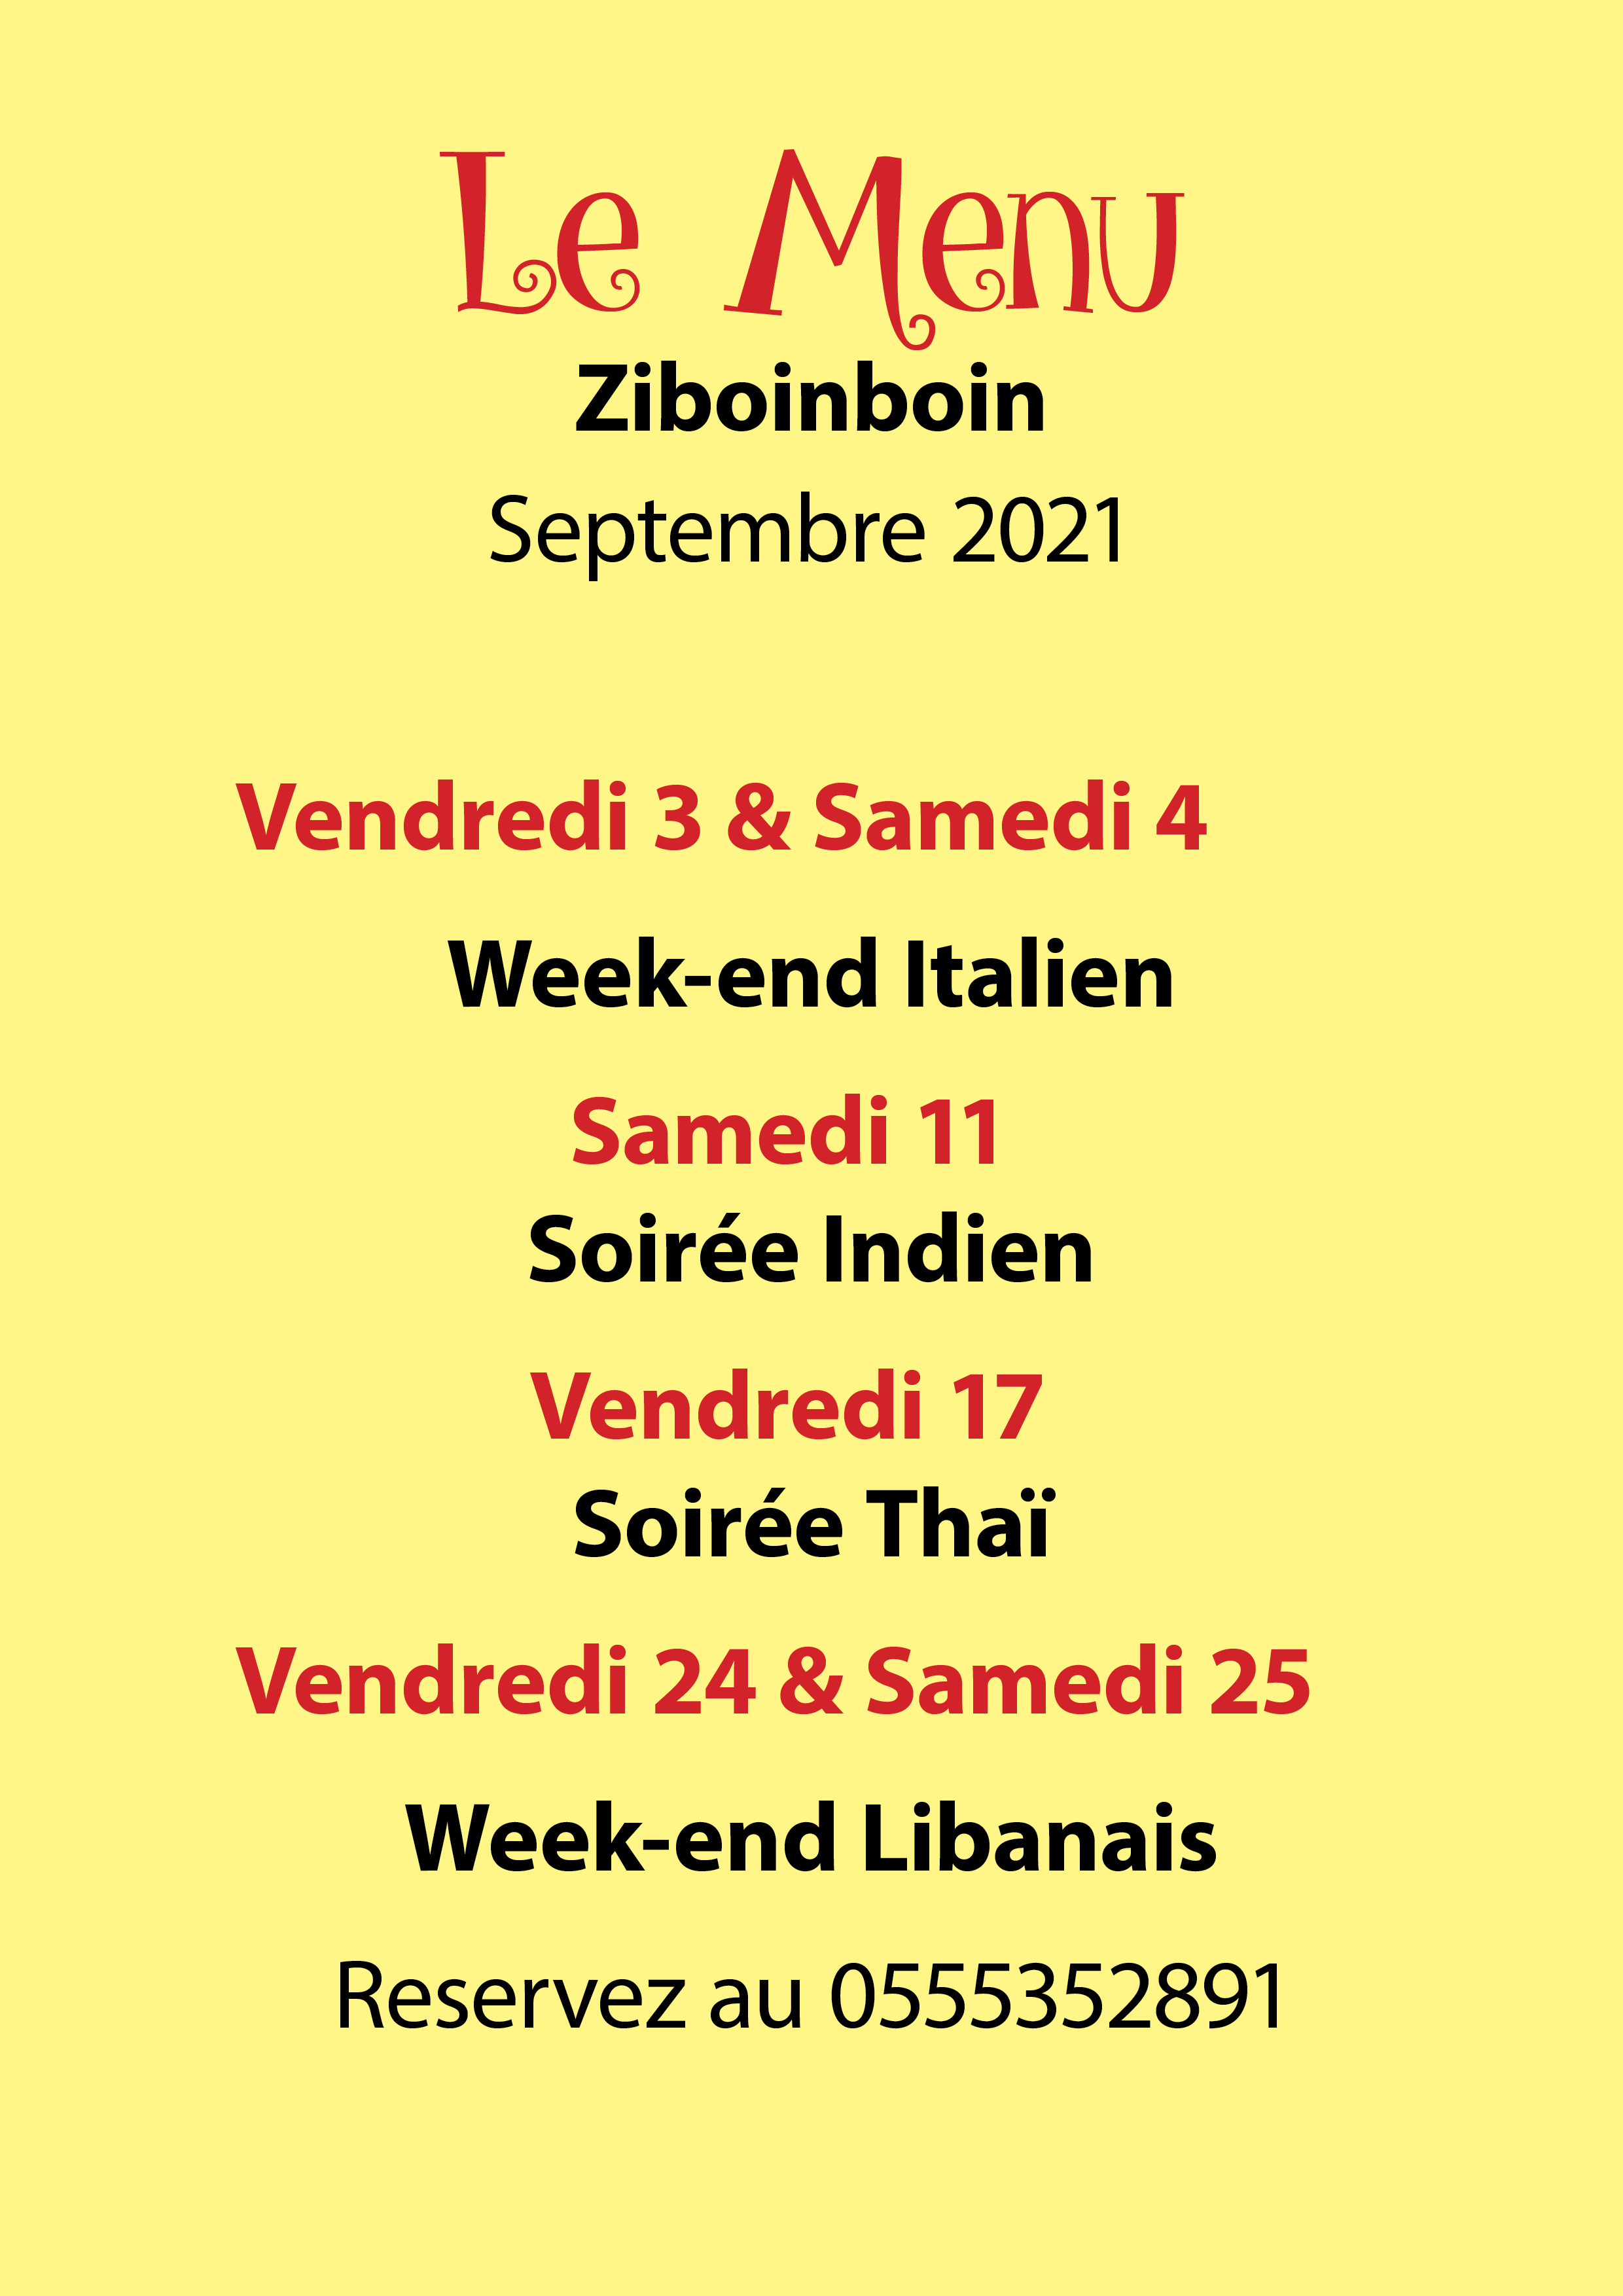 Le Menu
Ziboinboin
Septembre 2021
Vendredi 3 & Samedi 4
Week-end Italien
Samedi 11
Soirée Indien
Vendredi 17
Soirée Thaï
Vendredi 24 & Samedi 25
Week-end Libanais
Reservez au 0555352891